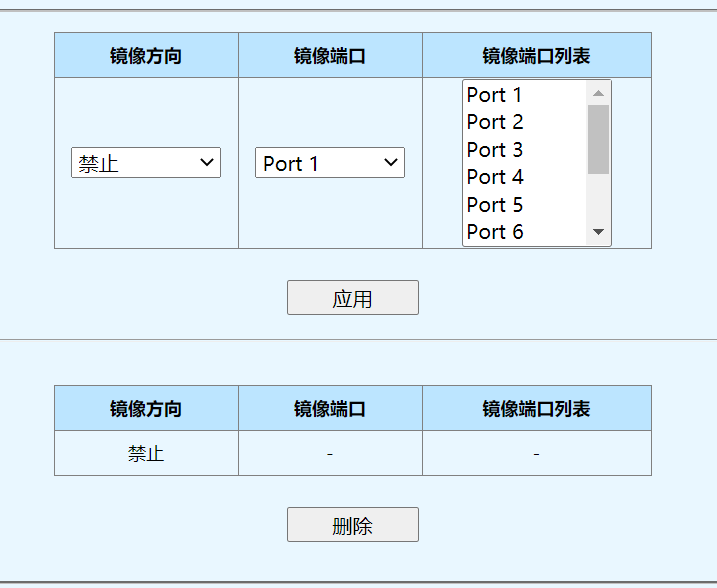 镜像方向 镜像端口 镜像端口列表
禁止 Port 1 Port 1
Port 2
Port 3
Port 4
Port 5
Port 6
应用
镜像方向 镜像端口 镜像端口列表
禁止 - -
删除